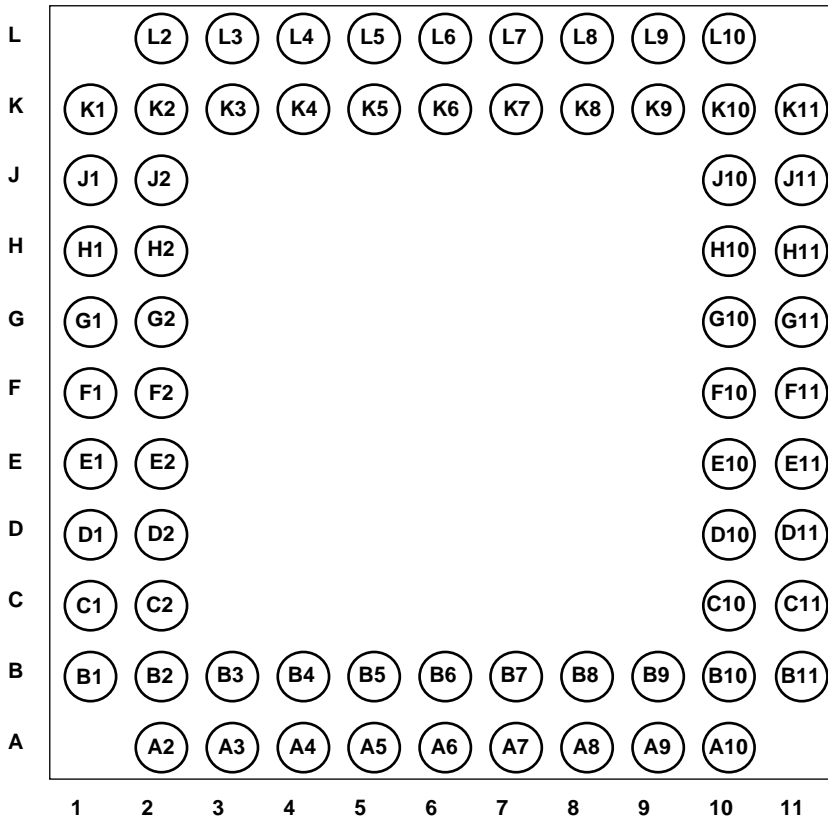 L L2 L3 L4 L5 L6 L7 L8 L9 L10
K K1 K2 K3 K4 K5 K6 K7 K8 K9 K10 K11
J J1 J2 J10 J11
H H1 H2 H10 H11
G G1 G2 G10 G11
F F1 F2 F10 F11
E E1 E2 E10 E11
D D1 D2 D10 D11
C C1 C2 C10 C11
B B1 B2 B3 B4 B5 B6 B7 B8 B9 B10 B11
A A2 A3 A4 A5 A6 A7 A8 A9 A10
1 2 3 4 5 6 7 8 9 10 11